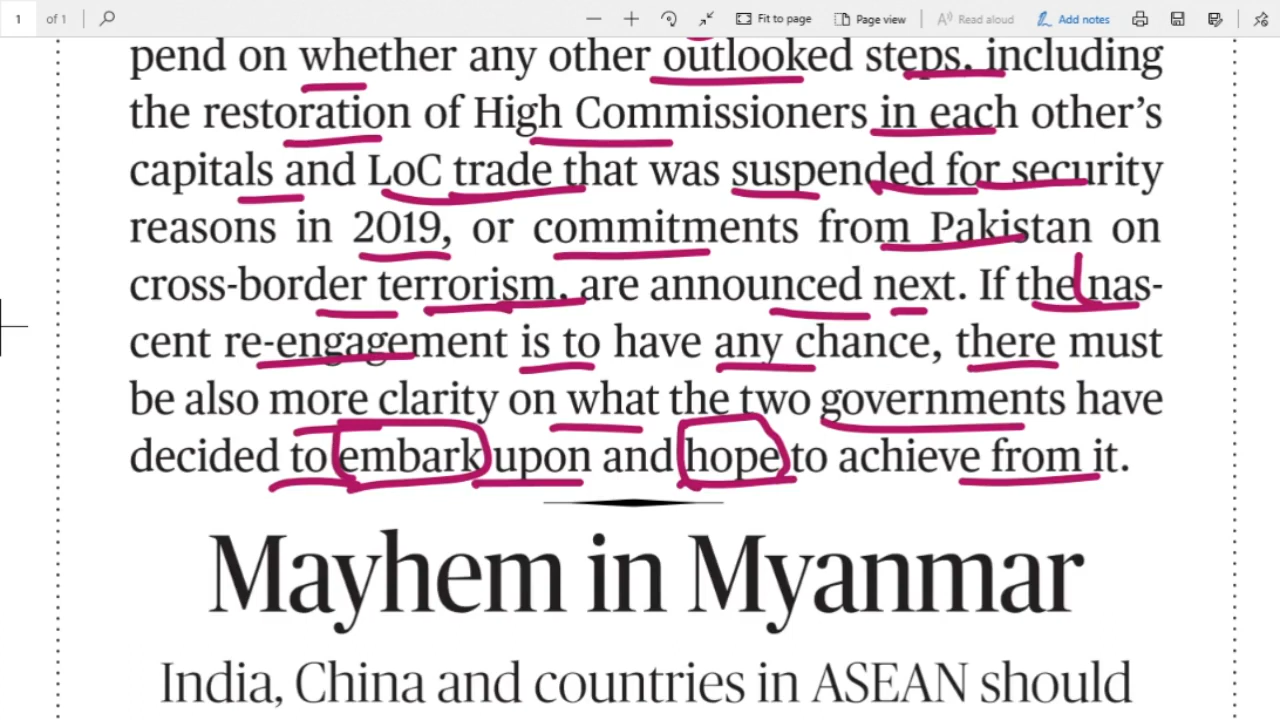 1 of 1 Fit to page Page view Read aloud Add notes
pend on whether any other outlooked steps, including
the restoration of High Commissioners in each other's
capitals and LoC trade that was suspended for security
reasons in 2019, or commitments from Pakistan on
cross-border terrorism, are announced next. If the nas-
cent re-engagement is to have any chance, there must
be also more clarity on what the two governments have
decided to embark upon and hope to achieve from it.
Mayhem in Myanmar
India, China and countries in ASEAN should